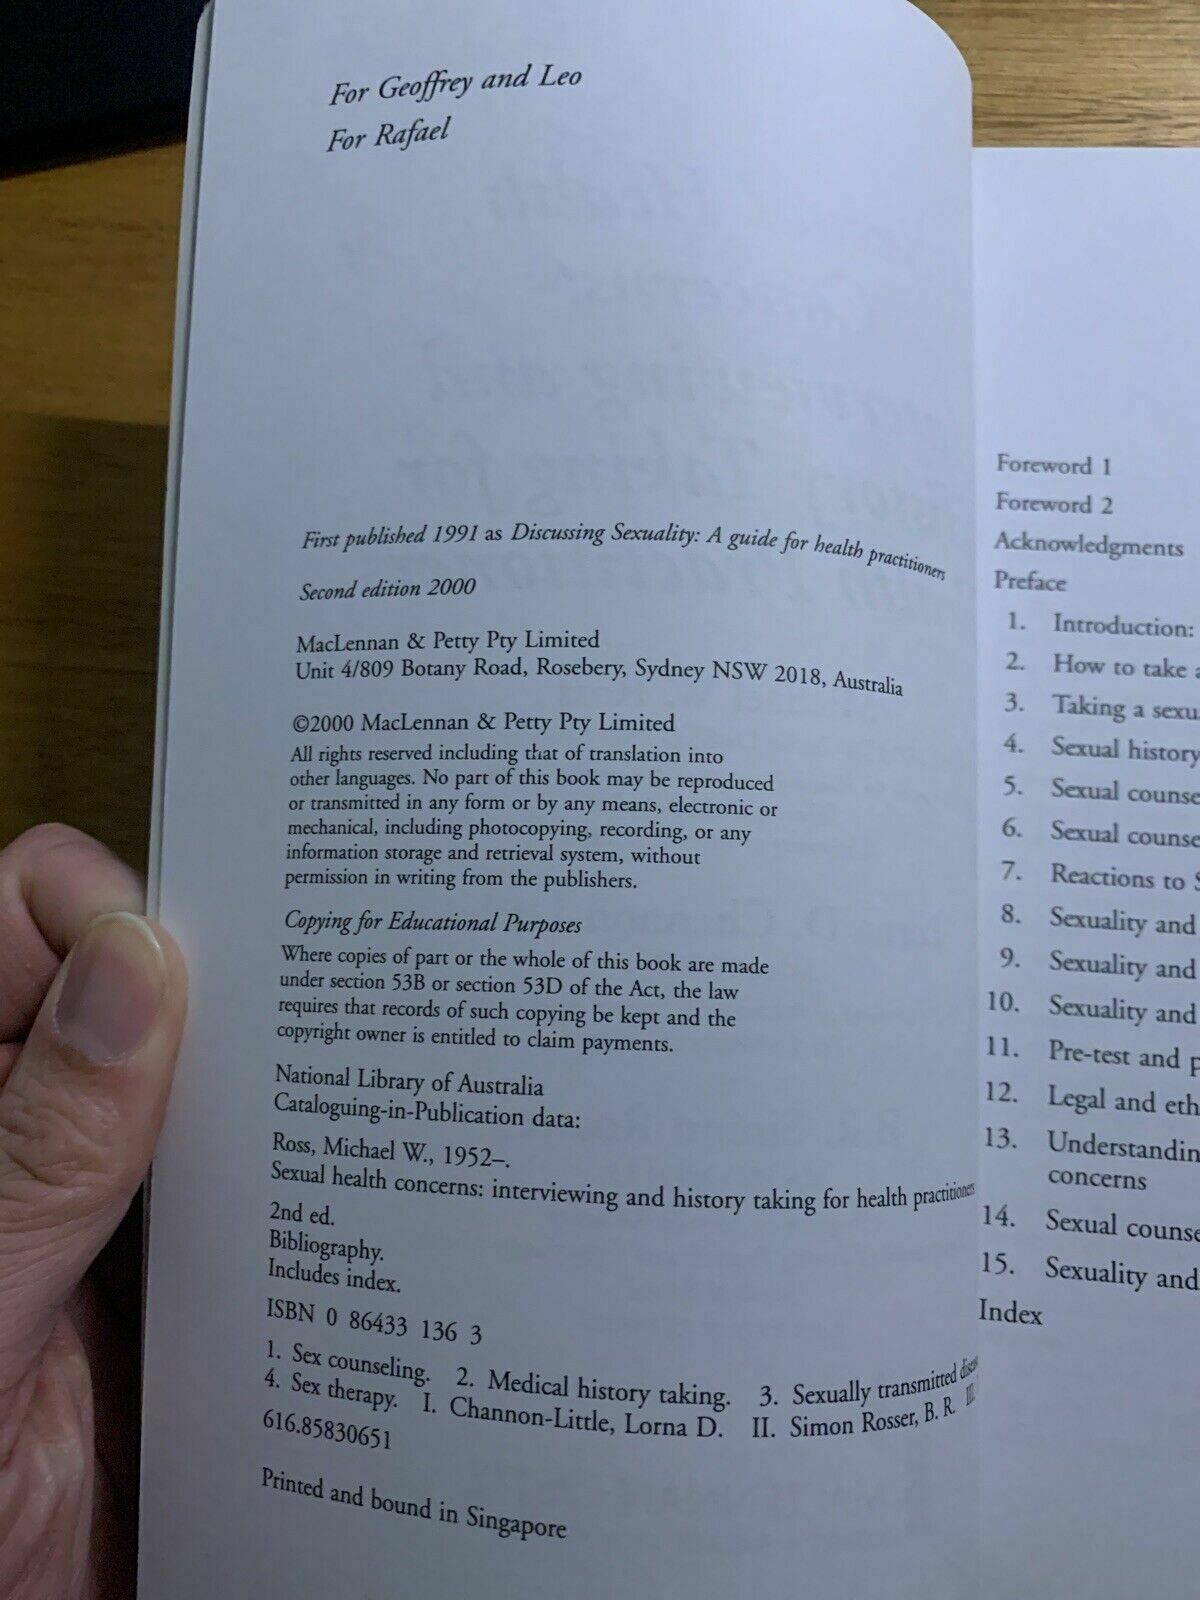 For Geoffrey and Leo
For Rafael
First published 1991 as Discussing Sexuality: A guide for health practitioners
Second edition 2000
MacLennan & Petty Pty Limited
Unit 4/809 Botany Road, Rosebery, Sydney NSW 2018, Australia
©2000 MacLennan & Petty Pty Limited
All rights reserved including that of translation into
other languages. No part of this book may be reproduced
or transmitted in any form or by any means, electronic or
mechanical, including photocopying, recording, or any
information storage and retrieval system, without
permission in writing from the publishers.
Copying for Educational Purposes
Where copies of part or the whole of this book are made
under section 53B or section 53D of the Act, the law
requires that records of such copying be kept and the
copyright owner is entitled to claim payments.
National Library of Australia
Cataloguing-in-Publication data:
Ross, Michael W., 1952–.
Sexual health concerns: interviewing and history taking for health practitioners
2nd ed.
Bibliography.
Includes index.
ISBN 0 86433 136 3
1. Sex counseling. 2. Medical history taking. 3. Sexually transmitted
4. Sex therapy. I. Channon-Little, Lorna D. II. Simon Rosser, B. R.
616.85830651
Printed and bound in Singapore
Foreword 1
Foreword 2
Acknowledgments
Preface
1. Introduction:
2. How to take
3. Taking a sexu
4. Sexual history
5. Sexual counse
6. Sexual counse
7. Reactions to
8. Sexuality and
9. Sexuality and
10. Sexuality and
11. Pre-test and
12. Legal and eth
13. Understandin
concerns
14. Sexual counse
15. Sexuality and
Index